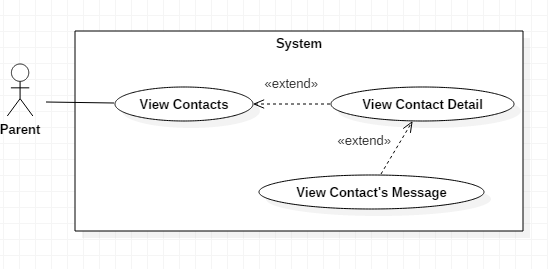 System
«extend»
View Contacts
View Contact Detail
Parent
«extend»
View Contact's Message